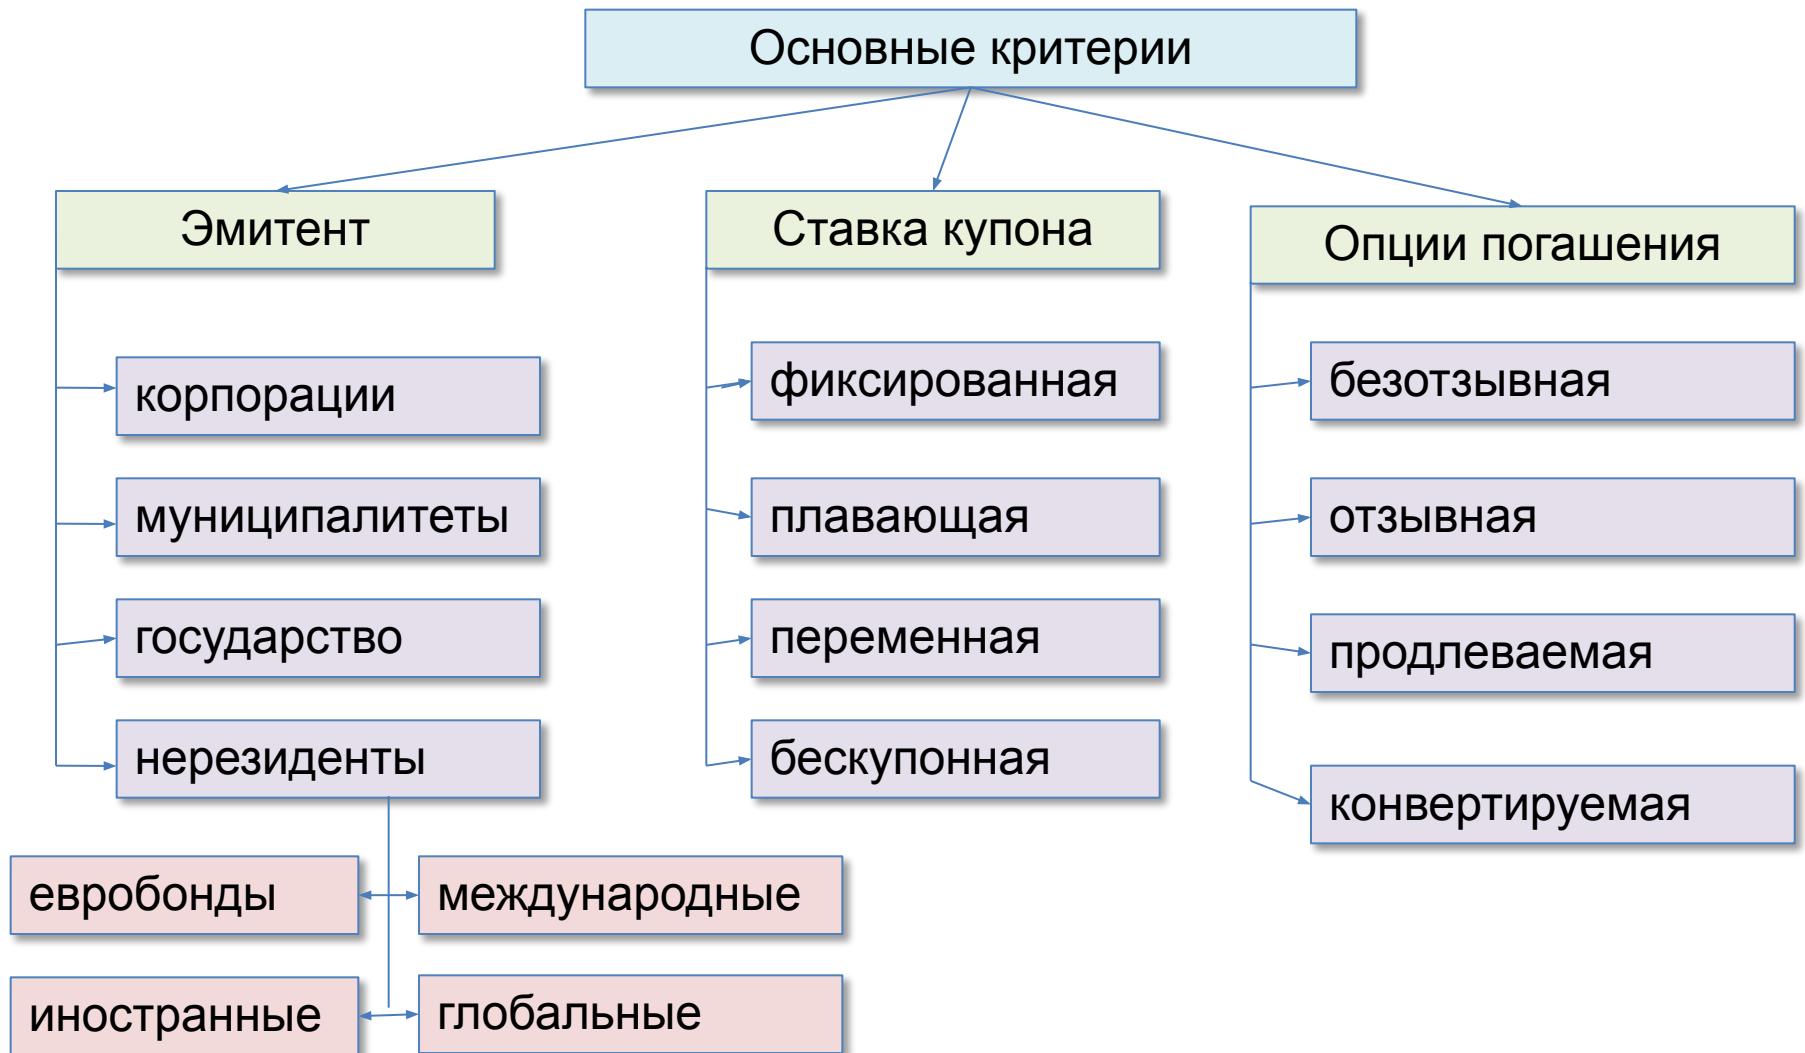 Основные критерии
Эмитент
корпорации
муниципалитеты
государство
нерезиденты
евробонды
международные
иностранные
глобальные
Ставка купона
фиксированная
плавающая
переменная
бескупонная
Опции погашения
безотзывная
отзывная
продлеваемая
конвертируемая